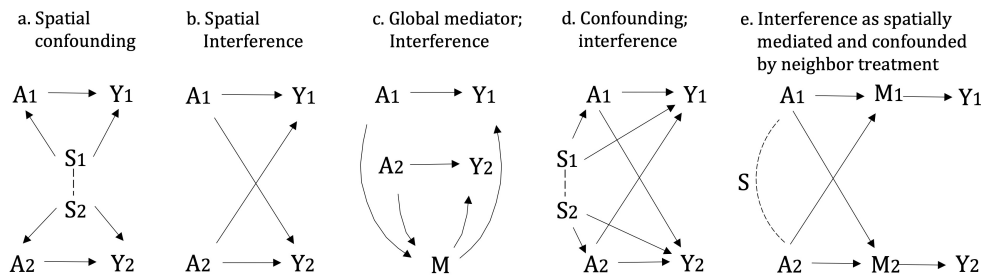 a. Spatial
confounding
b. Spatial
Interference
c. Global mediator;
Interference
d. Confounding;
interference
e. Interference as spatially
mediated and confounded
by neighbor treatment
A1 Y1
S1
S2
A2 Y2
A1 Y1
A2 Y2
A1 Y1
A2 Y2
M
A1 Y1
S1
S2
A2 Y2
A1 M1 Y1
S
A2 M2 Y2